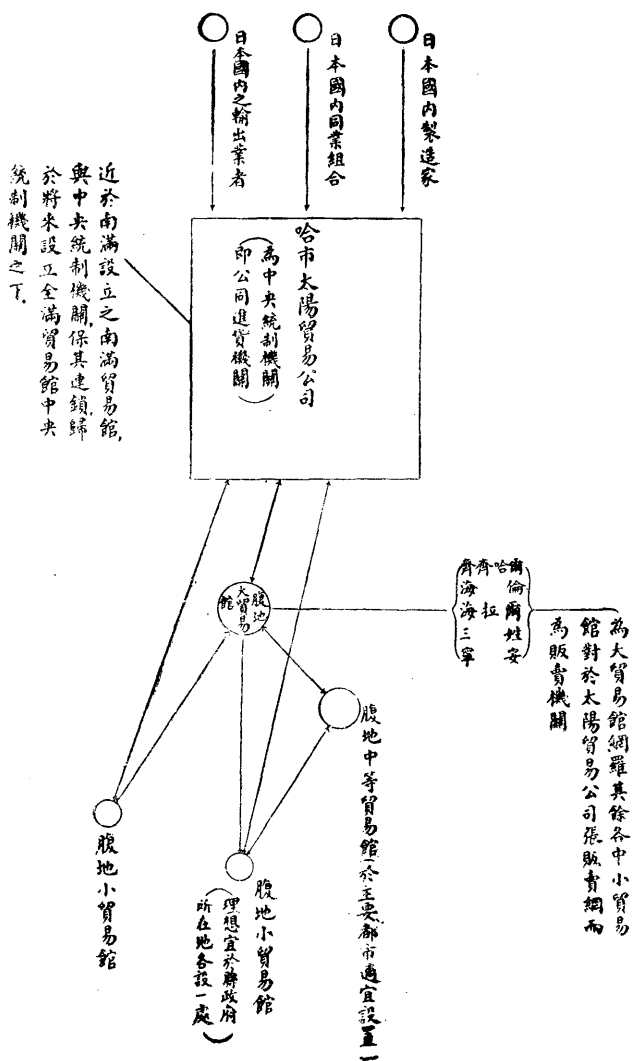 日本國內製造家
日本國內同業組合
日本國內之輸出業者
哈市太陽貿易公司
（為中央統制機關
即公司進貨機關）
近於南滿設立之南滿貿易館，
與中央統制機關，保其連鎖，歸
於將來設立全滿貿易館中央
統制機關之下。
齊齊哈爾
海倫
海拉爾
三姓
寧安
為大貿易館網羅其餘各中小貿易
館對於太陽貿易公司張販賣網而
為販賣機關
腹地
大貿易
館
腹地中等貿易館（於主要都市適宜設置）
腹地小貿易館
（理想宜於縣政府
所在地各設一處）
腹地小貿易館